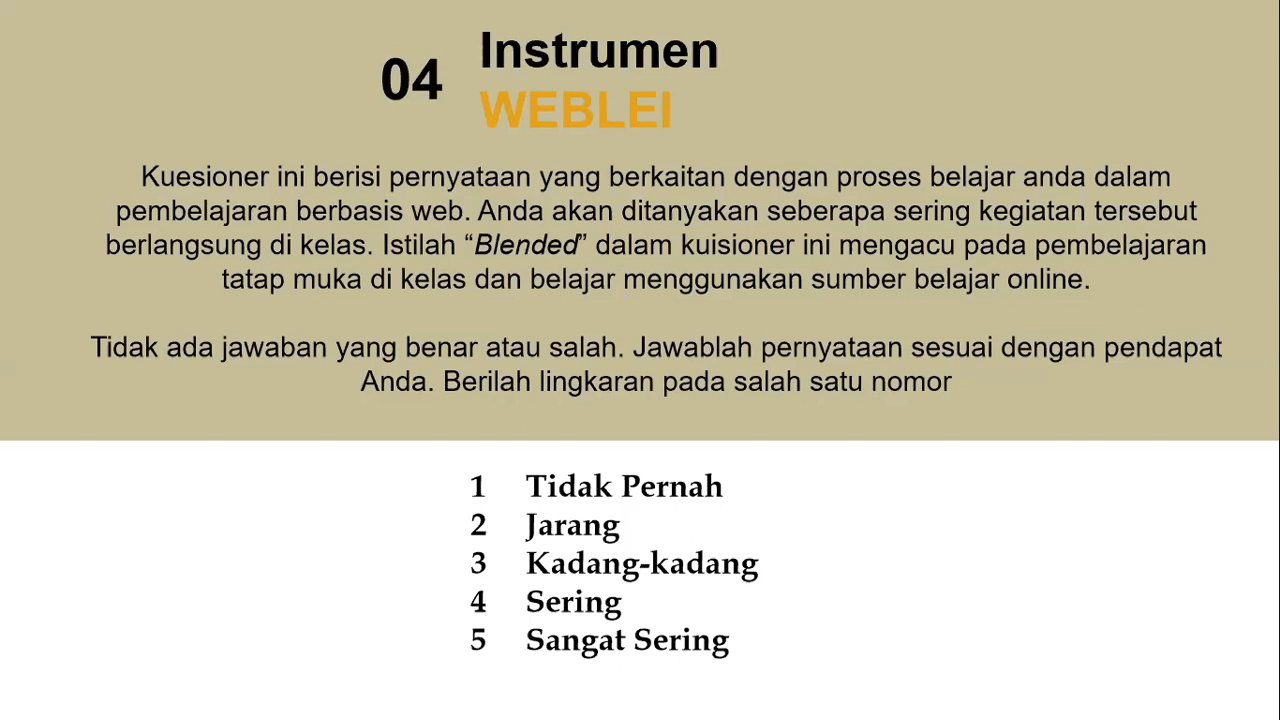 04
Instrumen
WEBLEI
Kuesioner ini berisi pernyataan yang berkaitan dengan proses belajar anda dalam
pembelajaran berbasis web. Anda akan ditanyakan seberapa sering kegiatan tersebut
berlangsung di kelas. Istilah “Blended” dalam kuisioner ini mengacu pada pembelajaran
tatap muka di kelas dan belajar menggunakan sumber belajar online.
Tidak ada jawaban yang benar atau salah. Jawablah pernyataan sesuai dengan pendapat
Anda. Berilah lingkaran pada salah satu nomor
1 Tidak Pernah
2 Jarang
3 Kadang-kadang
4 Sering
5 Sangat Sering